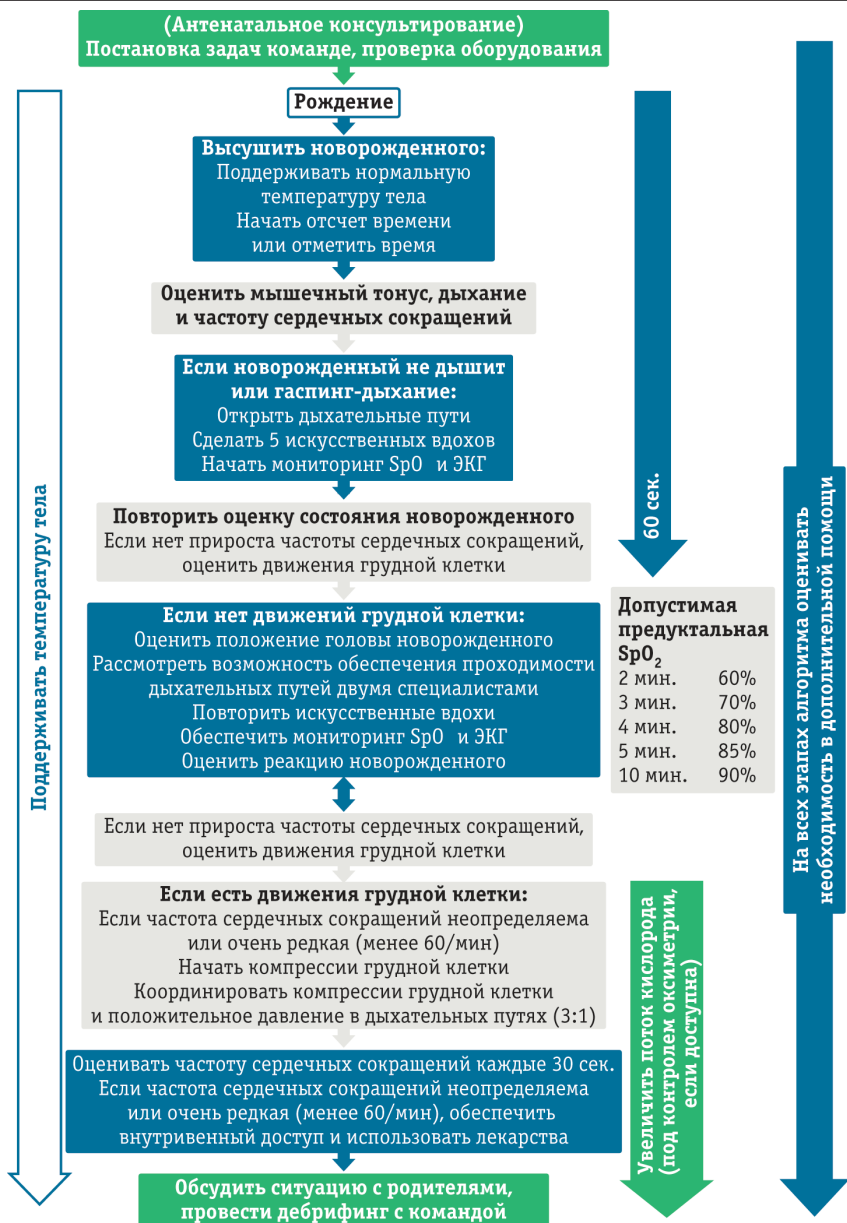 (Антенатальное консультирование)
Постановка задач команде, проверка оборудования
Рождение
Высушить новорожденного:
Поддерживать нормальную
температуру тела
Начать отсчет времени
или отметить время
Оценить мышечный тонус, дыхание
и частоту сердечных сокращений
Если новорожденный не дышит
или гаспинг-дыхание:
Открыть дыхательные пути
Сделать 5 искусственных вдохов
Начать мониторинг SpO и ЭКГ
Повторить оценку состояния новорожденного
Если нет прироста частоты сердечных сокращений,
оценить движения грудной клетки
Если нет движений грудной клетки:
Оценить положение головы новорожденного
Рассмотреть возможность обеспечения проходимости
дыхательных путей двумя специалистами
Повторить искусственные вдохи
Обеспечить мониторинг SpO и ЭКГ
Оценить реакцию новорожденного
Если нет прироста частоты сердечных сокращений,
оценить движения грудной клетки
Если есть движения грудной клетки:
Если частота сердечных сокращений неопределяема
или очень редкая (менее 60/мин)
Начать компрессии грудной клетки
Координировать компрессии грудной клетки
и положительное давление в дыхательных путях (3:1)
Оценивать частоту сердечных сокращений каждые 30 сек.
Если частота сердечных сокращений неопределяема
или очень редкая (менее 60/мин), обеспечить
внутривенный доступ и использовать лекарства
Обсудить ситуацию с родителями,
провести дебрифинг с командой
Поддерживать температуру тела
60 сек.
Допустимая
предуктальная
SpO₂
2 мин. 60%
3 мин. 70%
4 мин. 80%
5 мин. 85%
10 мин. 90%
Увеличить поток кислорода
(под контролем оксиметрии,
если доступна)
На всех этапах алгоритма оценивать
необходимость в дополнительной помощи